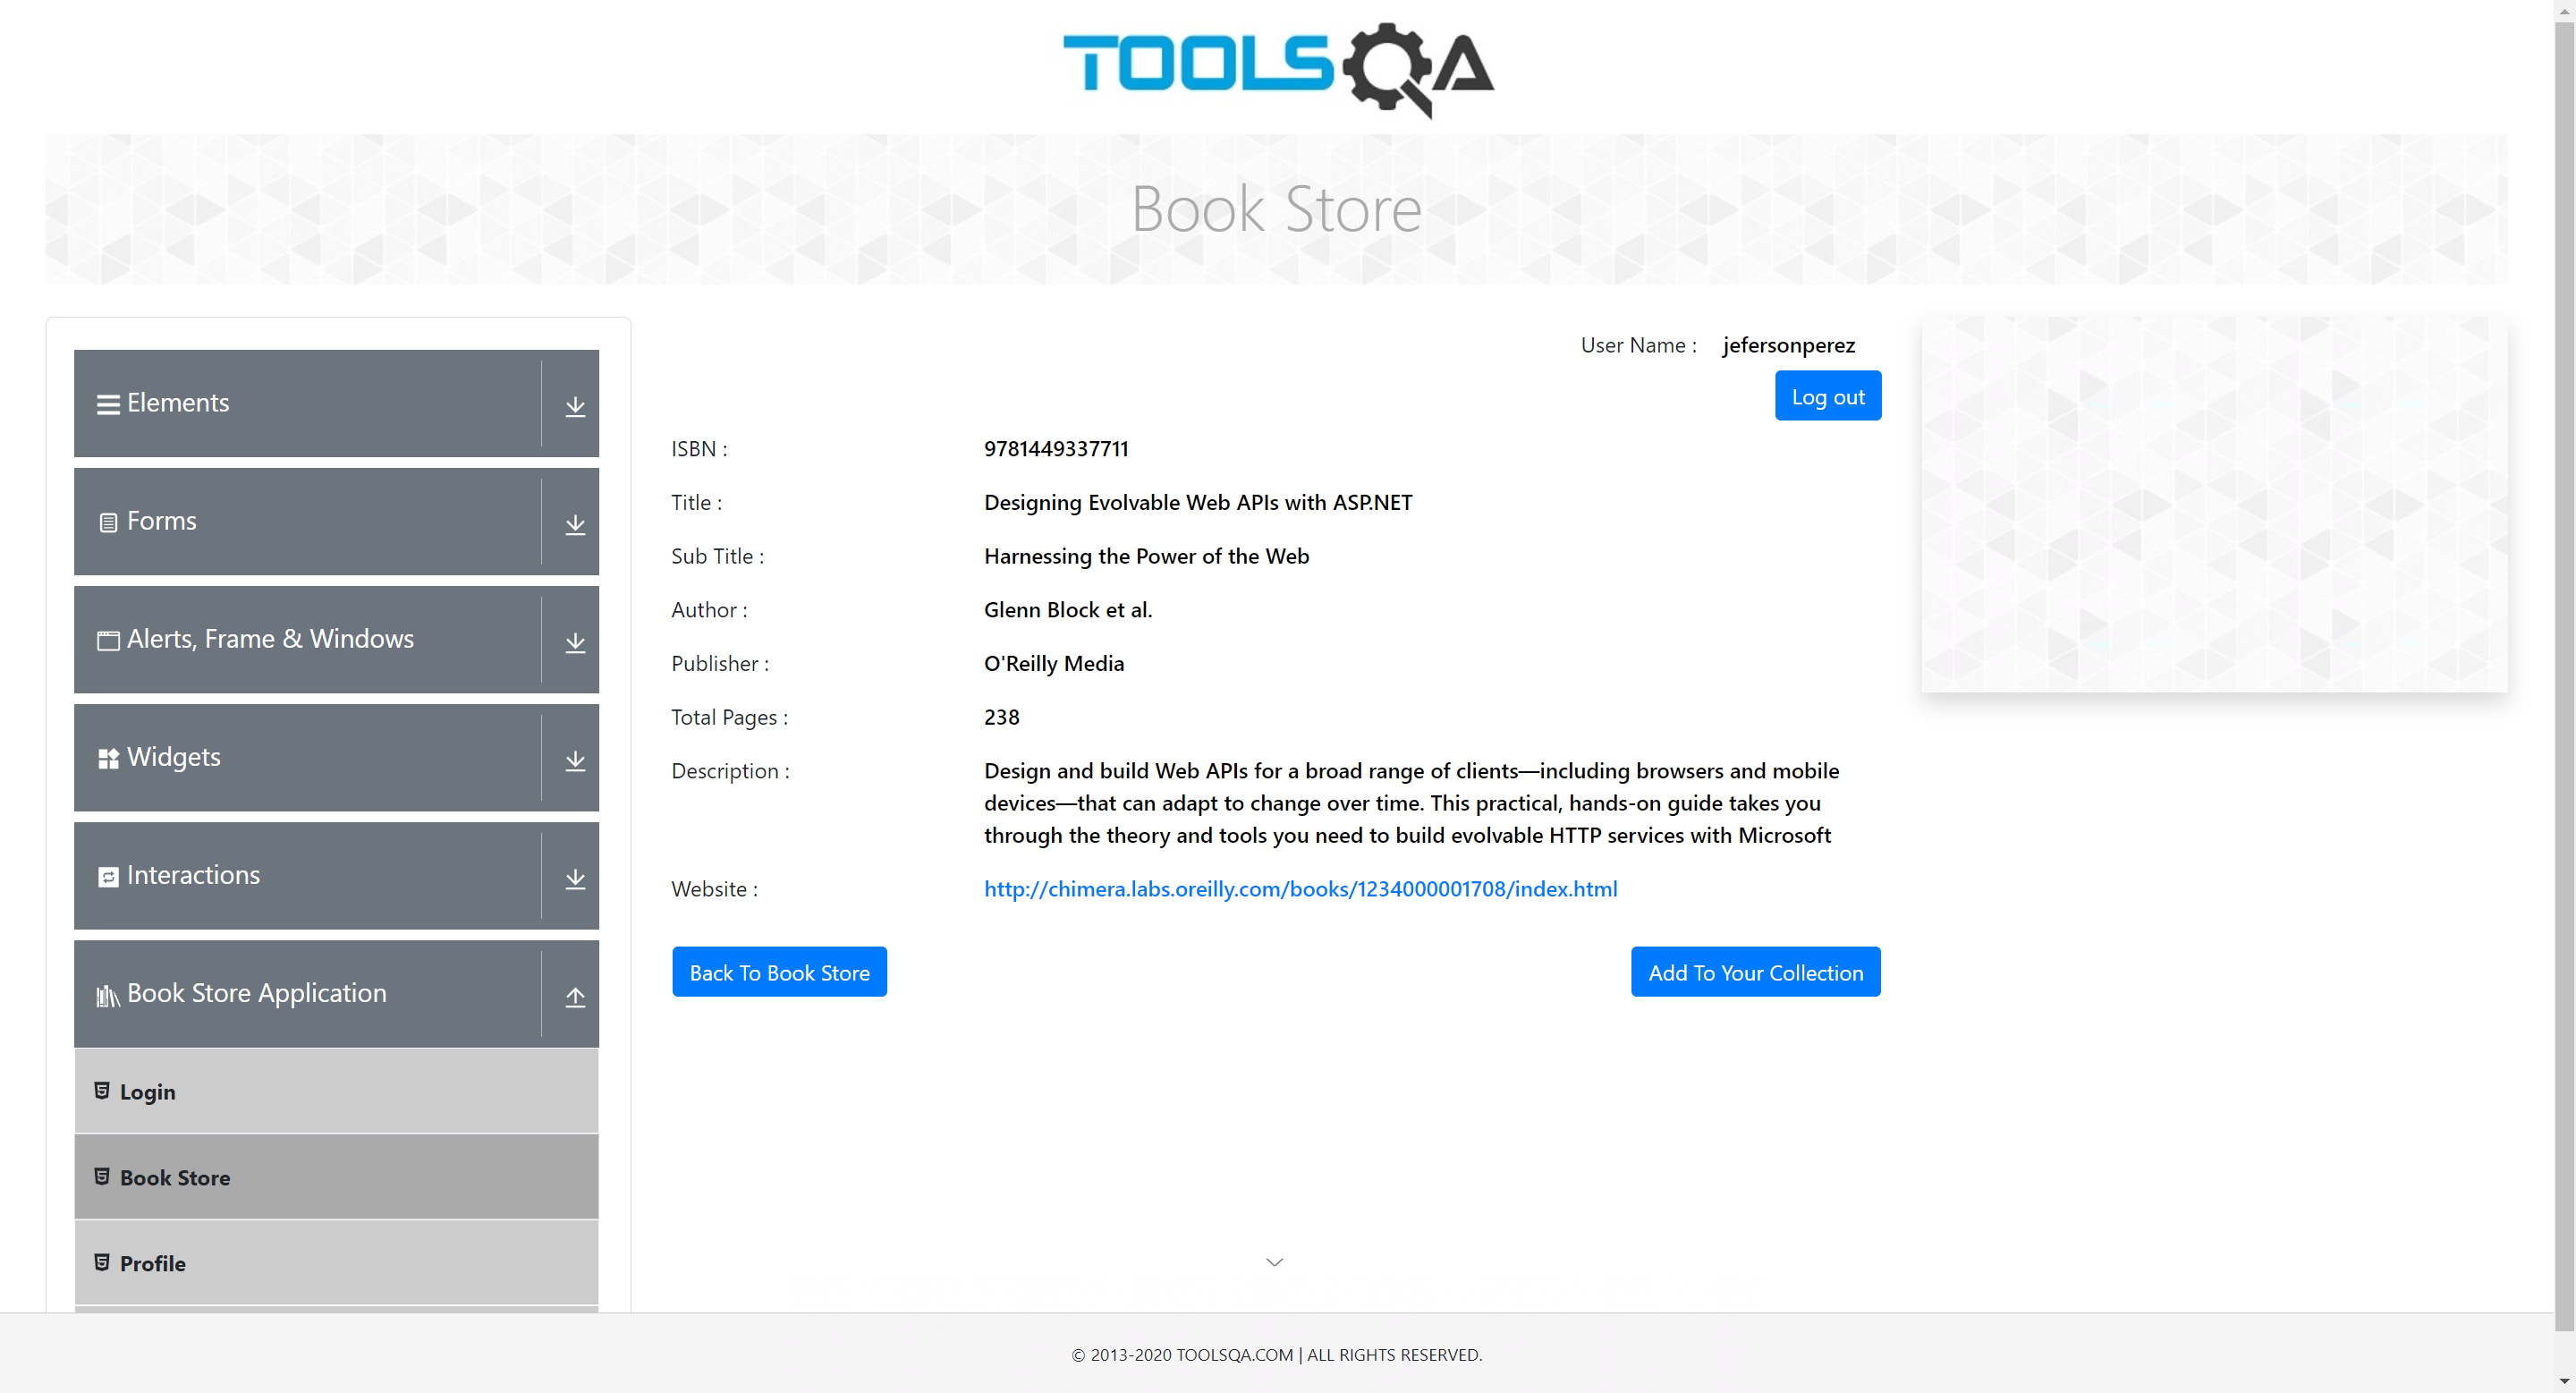 TOOLSQA
Book Store
Elements
Forms
Alerts, Frame & Windows
Widgets
Interactions
Book Store Application
Login
Book Store
Profile
User Name : jefersonperez
Log out
ISBN : 9781449337711
Title : Designing Evolvable Web APIs with ASP.NET
Sub Title : Harnessing the Power of the Web
Author : Glenn Block et al.
Publisher : O'Reilly Media
Total Pages : 238
Description : Design and build Web APIs for a broad range of clients—including browsers and mobile
devices—that can adapt to change over time. This practical, hands-on guide takes you
through the theory and tools you need to build evolvable HTTP services with Microsoft
Website : http://chimera.labs.oreilly.com/books/1234000001708/index.html
Back To Book Store Add To Your Collection
© 2013-2020 TOOLSQA.COM | ALL RIGHTS RESERVED.